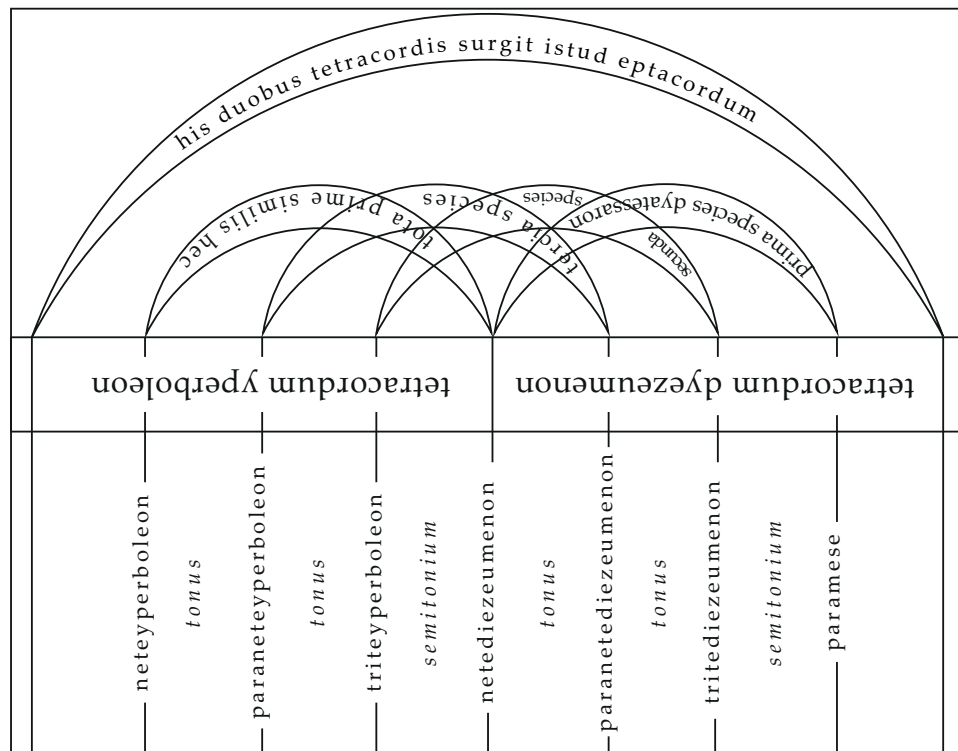 his duobus tetracordis surgit istud eptacordum
tota prime similis hec
tercia species
secunda species
prima species dyatessaron
tetracordum yperboleon
tetracordum dyezeumenon
neteyperboleon
tonus
paraneteyperboleon
tonus
triteyperboleon
semitonium
netediezeumenon
tonus
paranetediezeumenon
tonus
tritediezeumenon
semitonium
paramese